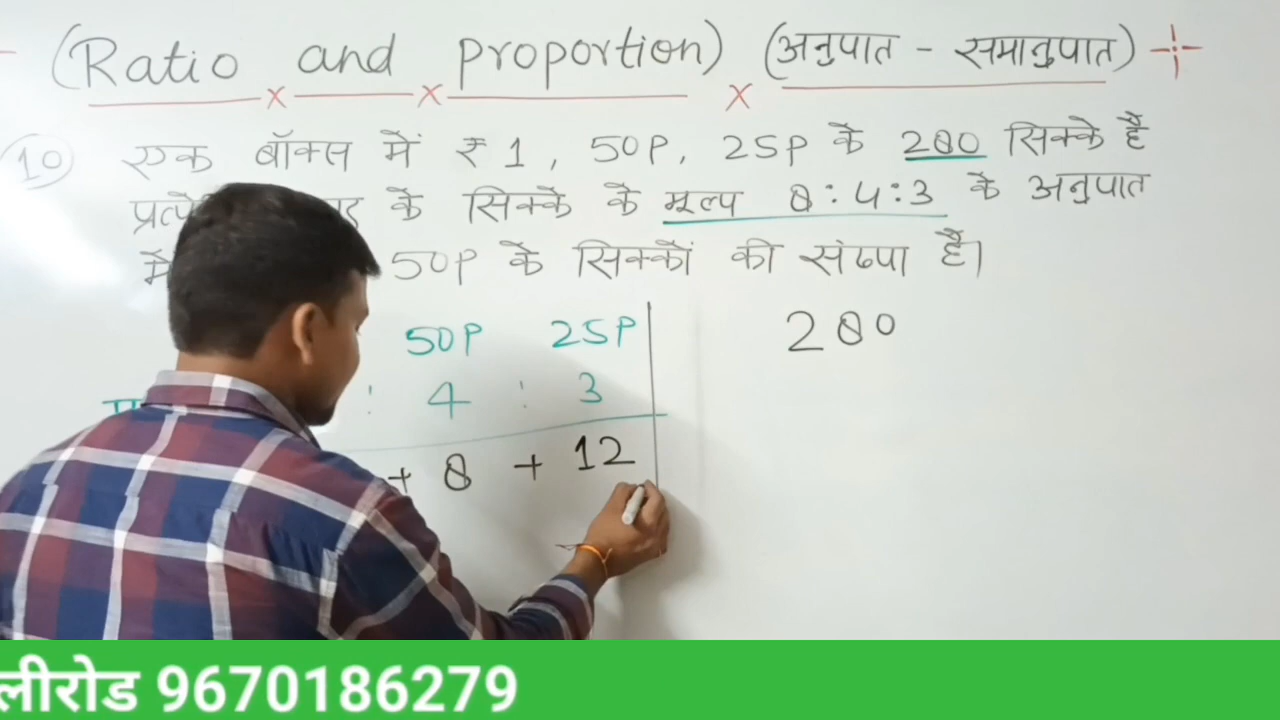 (Ratio and proportion) (अनुपात - समानुपात)
10 एक बॉक्स में ₹1, 50P, 25P के 280 सिक्के है
के सिक्के के मूल्य 8:4:3 के अनुपात
में 50P के सिक्कों की संख्या है।
50P 25P 280
: 4 : 3
+ 8 + 12
लीरोड 9670186279